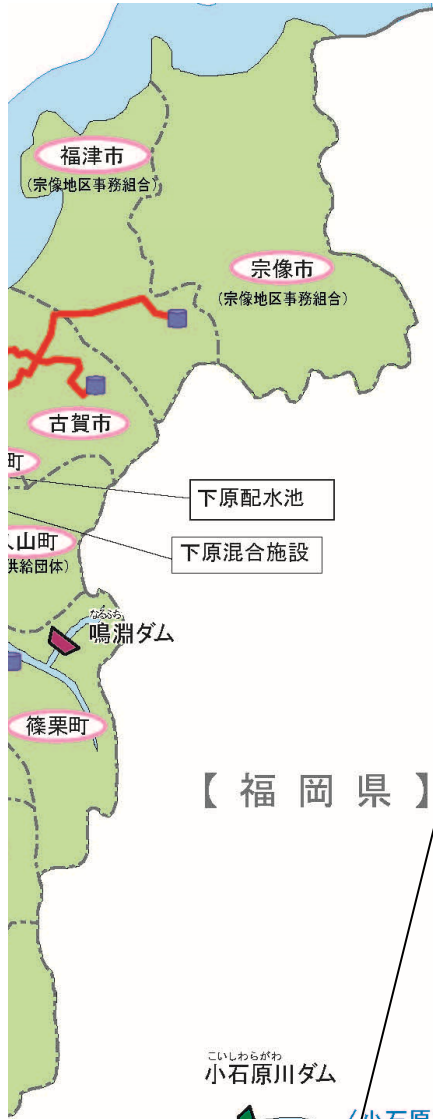 福津市
(宗像地区事務組合)
宗像市
(宗像地区事務組合)
古賀市
町
下原配水池
山町
供給団体)
下原混合施設
なるふち
鳴淵ダム
篠栗町
【福岡県】
こいしわらがわ
小石原川ダム
小石原